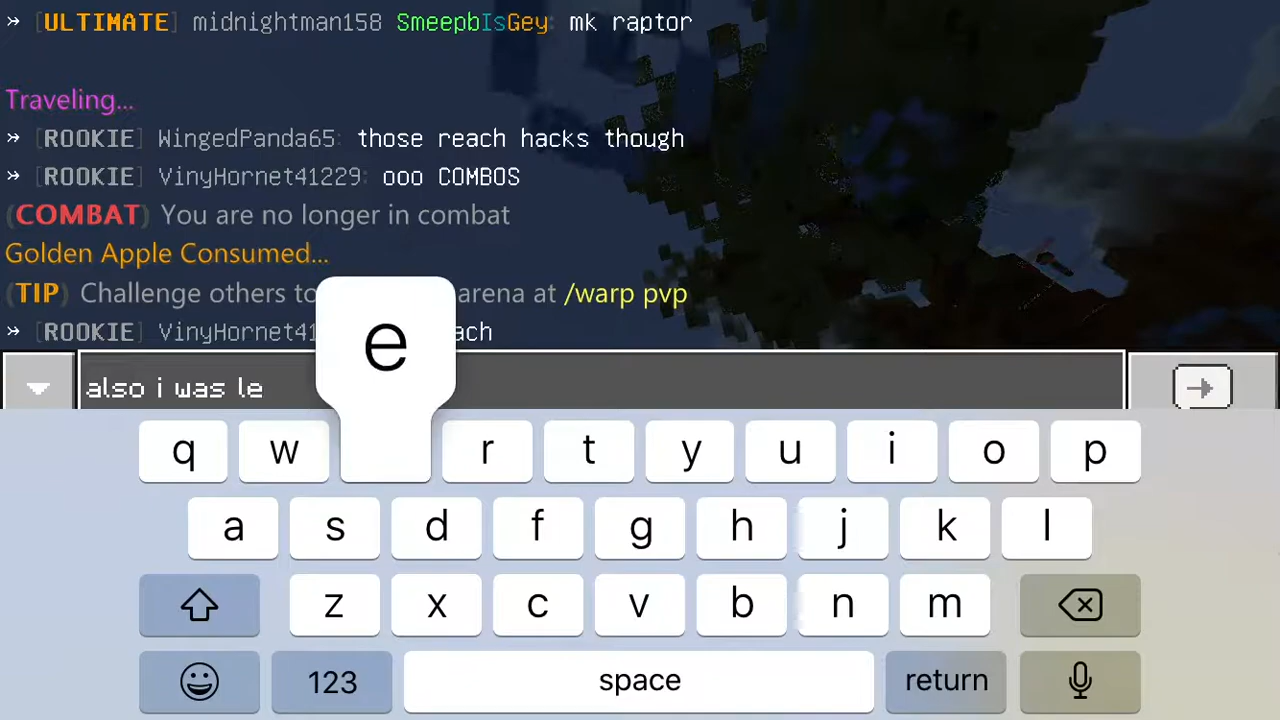 » [ULTIMATE] midnightman158 SmeepbIsGey: mk raptor
Traveling...
» [ROOKIE] WingedPanda65: those reach hacks though
» [ROOKIE] VinyHornet41229: ooo COMBOS
(COMBAT) You are no longer in combat
Golden Apple Consumed...
(TIP) Challenge others to arena at /warp pvp
» [ROOKIE] VinyHornet41 ach
also i was le
e
q w r t y u i o p
a s d f g h j k l
z x c v b n m
123 space return